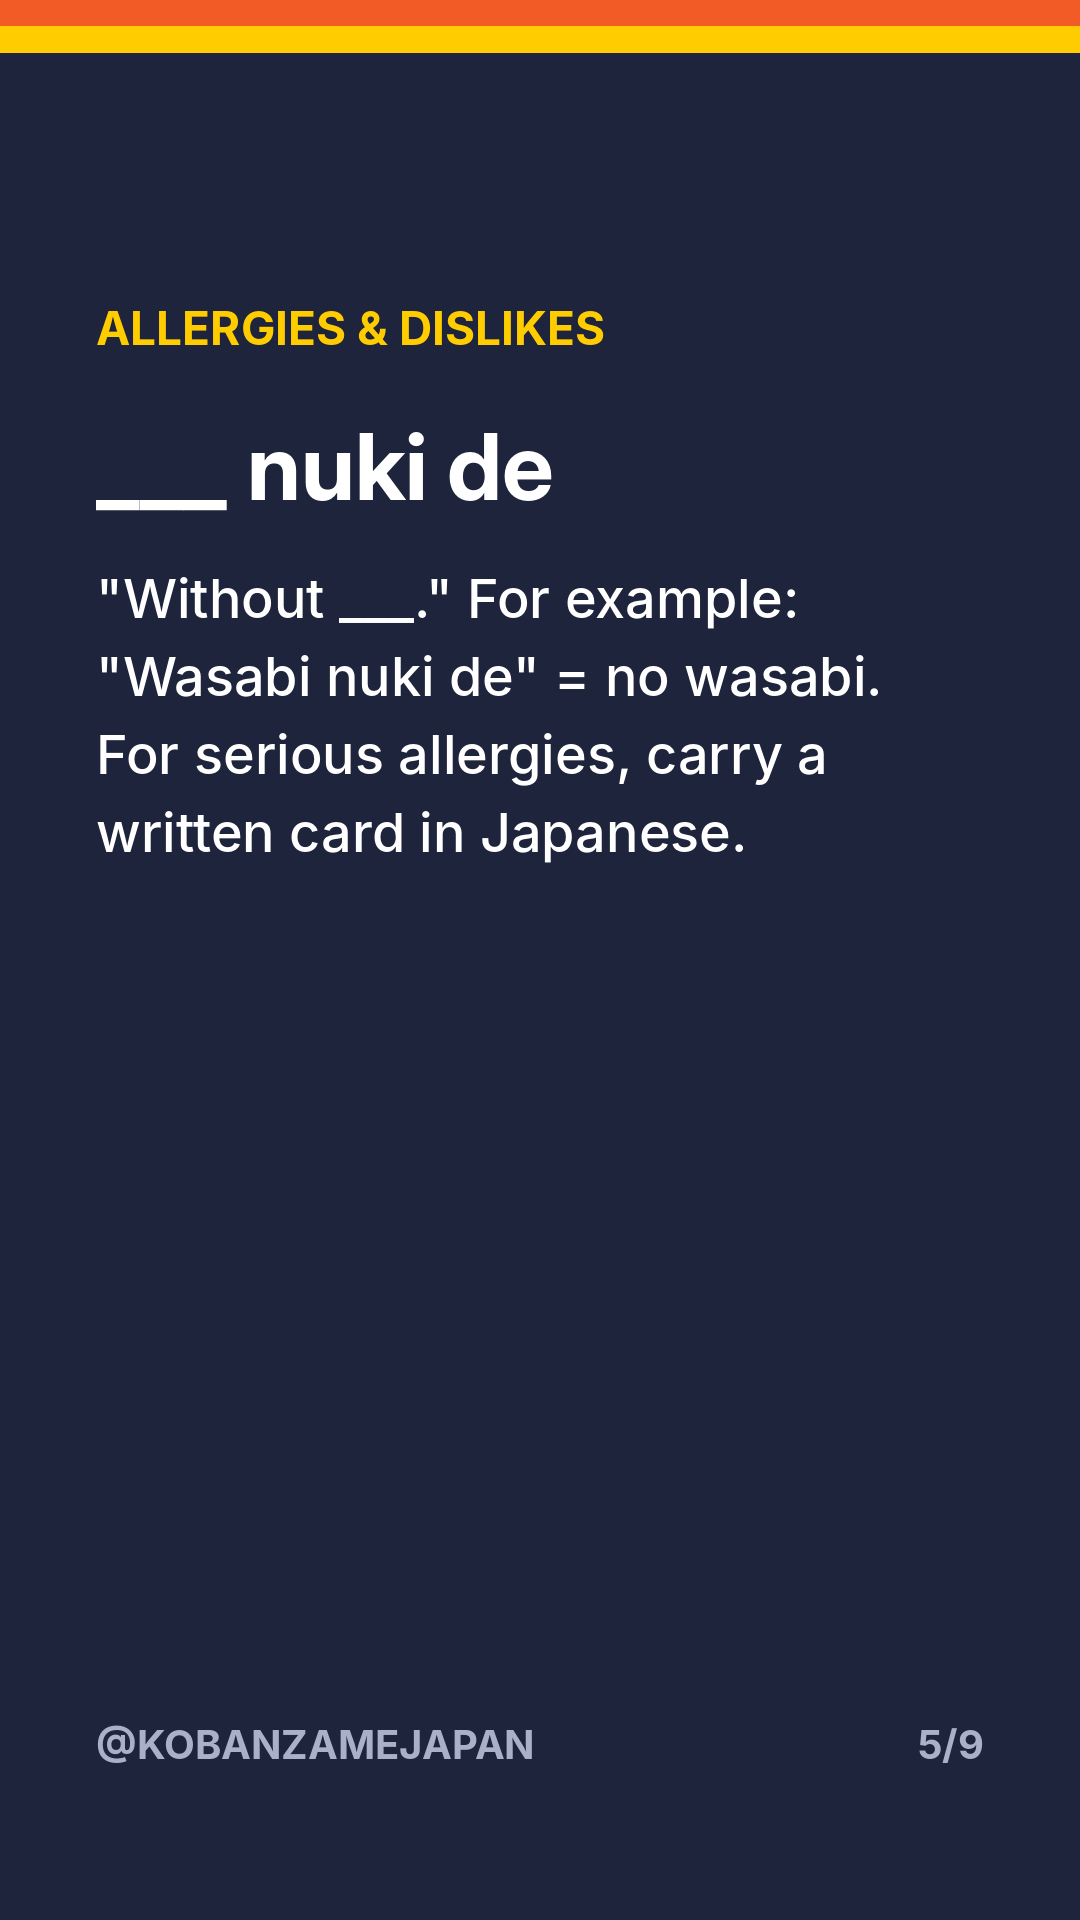 ALLERGIES & DISLIKES
___ nuki de
"Without ___." For example:
"Wasabi nuki de" = no wasabi.
For serious allergies, carry a
written card in Japanese.
@KOBANZAMEJAPAN
5/9